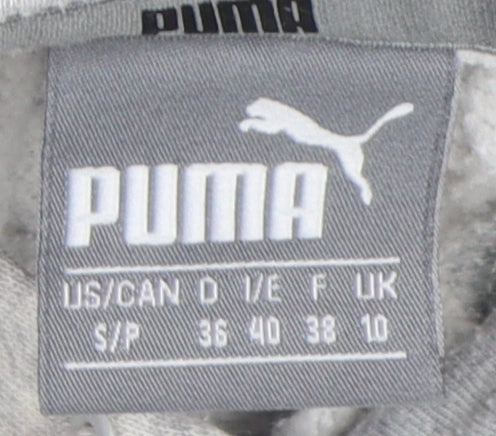 PUMA
PUMA
US/CAN D I/E F UK
S/P 36 40 38 10